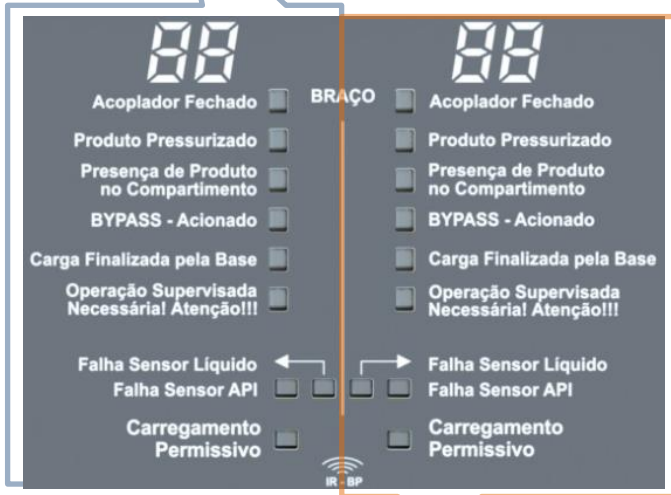 88
Acoplador Fechado
Produto Pressurizado
Presença de Produto
no Compartimento
BYPASS - Acionado
Carga Finalizada pela Base
Operação Supervisada
Necessária! Atenção!!!
Falha Sensor Líquido
Falha Sensor API
Carregamento
Permissivo
BRAÇO
IR - BP
88
Acoplador Fechado
Produto Pressurizado
Presença de Produto
no Compartimento
BYPASS - Acionado
Carga Finalizada pela Base
Operação Supervisada
Necessária! Atenção!!!
Falha Sensor Líquido
Falha Sensor API
Carregamento
Permissivo